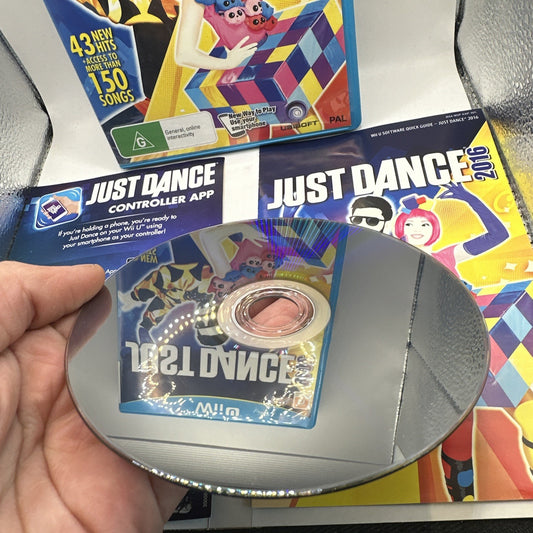 43 NEW
HITS
+ACCESS TO
MORE THAN
150
SONGS*
New Way to Play
Use your
smartphone
UBISOFT
PAL
G
General, online
interactivity
JUST DANCE
CONTROLLER APP
If you're holding a phone, you're ready to
Just Dance on your Wii U™ using
your smartphone as your controller!
WII U SOFTWARE QUICK GUIDE – JUST DANCE® 2016
JUST DANCE
2016
NEW
JUST DANCE
Wii U